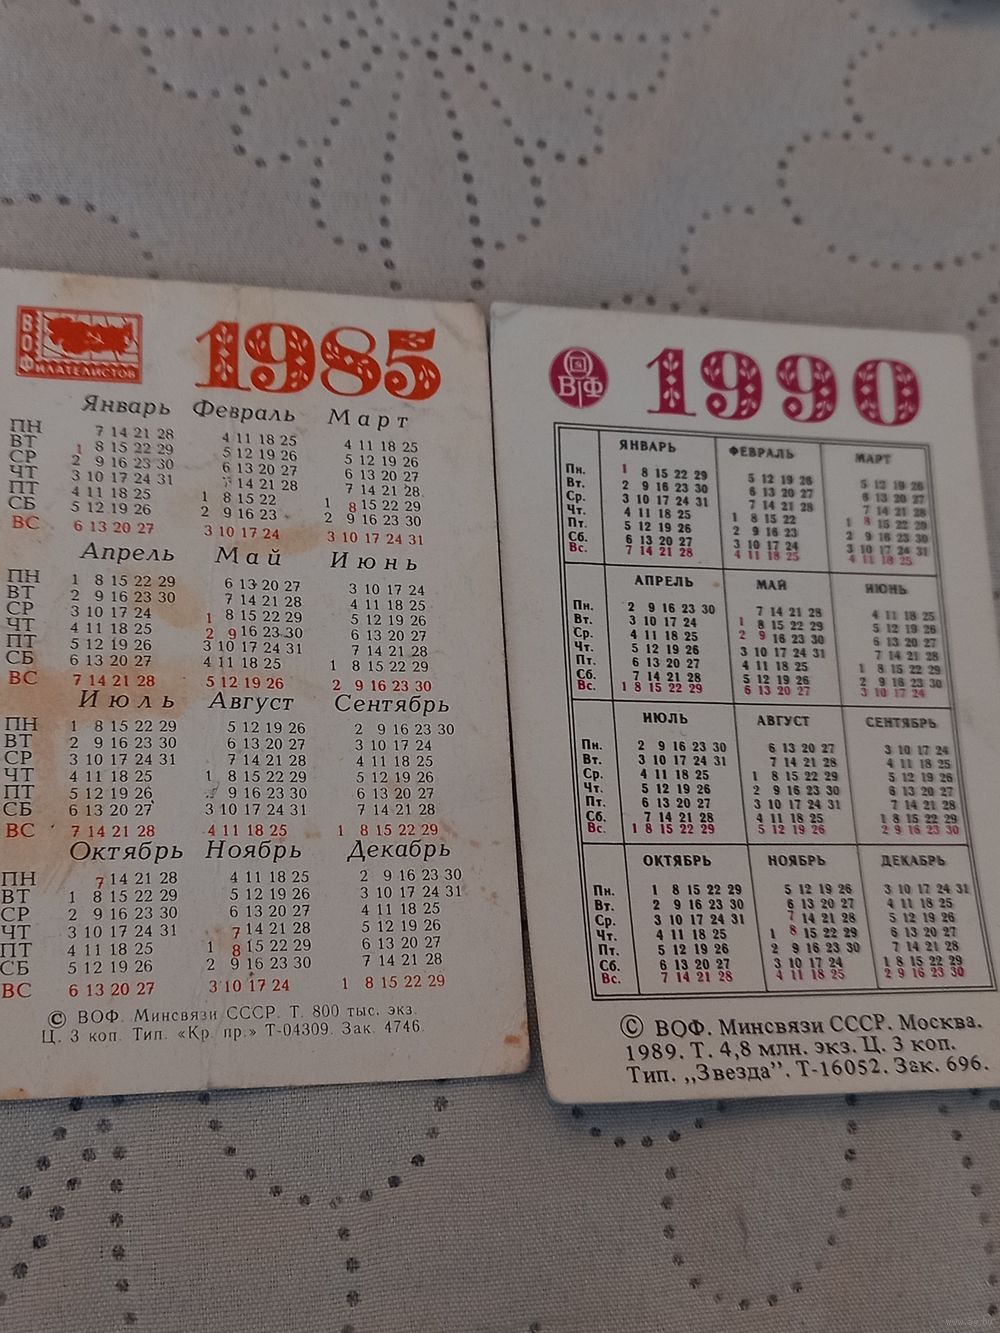 ВО ФИЛАТЕЛИСТОВ
1985
Январь Февраль Март
ПН 7 14 21 28 4 11 18 25 4 11 18 25
ВТ 1 8 15 22 29 5 12 19 26 5 12 19 26
СР 2 9 16 23 30 6 13 20 27 6 13 20 27
ЧТ 3 10 17 24 31 7 14 21 28 7 14 21 28
ПТ 4 11 18 25 1 8 15 22 1 8 15 22 29
СБ 5 12 19 26 2 9 16 23 2 9 16 23 30
ВС 6 13 20 27 3 10 17 24 3 10 17 24 31
Апрель Май Июнь
ПН 1 8 15 22 29 6 13 20 27 3 10 17 24
ВТ 2 9 16 23 30 7 14 21 28 4 11 18 25
СР 3 10 17 24 1 8 15 22 29 5 12 19 26
ЧТ 4 11 18 25 2 9 16 23 30 6 13 20 27
ПТ 5 12 19 26 3 10 17 24 31 7 14 21 28
СБ 6 13 20 27 4 11 18 25 1 8 15 22 29
ВС 7 14 21 28 5 12 19 26 2 9 16 23 30
Июль Август Сентябрь
ПН 1 8 15 22 29 5 12 19 26 2 9 16 23 30
ВТ 2 9 16 23 30 6 13 20 27 3 10 17 24
СР 3 10 17 24 31 7 14 21 28 4 11 18 25
ЧТ 4 11 18 25 1 8 15 22 29 5 12 19 26
ПТ 5 12 19 26 9 16 23 30 6 13 20 27
СБ 6 13 20 27 3 10 17 24 31 7 14 21 28
ВС 7 14 21 28 4 11 18 25 1 8 15 22 29
Октябрь Ноябрь Декабрь
ПН 7 14 21 28 4 11 18 25 2 9 16 23 30
ВТ 1 8 15 22 29 5 12 19 26 3 10 17 24 31
СР 2 9 16 23 30 6 13 20 27 4 11 18 25
ЧТ 3 10 17 24 31 7 14 21 28 5 12 19 26
ПТ 4 11 18 25 1 8 15 22 29 6 13 20 27
СБ 5 12 19 26 2 9 16 23 30 7 14 21 28
ВС 6 13 20 27 3 10 17 24 1 8 15 22 29
© ВОФ. Минсвязи СССР. Т. 800 тыс. экз.
Ц. 3 коп. Тип. «Кр. пр.» Т-04309. Зак. 4746.
ВФ
1990
ЯНВАРЬ ФЕВРАЛЬ МАРТ
Пн. 1 8 15 22 29 5 12 19 26 5 12 19 26
Вт. 2 9 16 23 30 6 13 20 27 6 13 20 27
Ср. 3 10 17 24 31 7 14 21 28 7 14 21 28
Чт. 4 11 18 25 1 8 15 22 1 8 15 22 29
Пт. 5 12 19 26 2 9 16 23 2 9 16 23 30
Сб. 6 13 20 27 3 10 17 24 3 10 17 24 31
Вс. 7 14 21 28 4 11 18 25 4 11 18 25
АПРЕЛЬ МАЙ ИЮНЬ
Пн. 2 9 16 23 30 7 14 21 28 4 11 18 25
Вт. 3 10 17 24 1 8 15 22 29 5 12 19 26
Ср. 4 11 18 25 2 9 16 23 30 6 13 20 27
Чт. 5 12 19 26 3 10 17 24 31 7 14 21 28
Пт. 6 13 20 27 4 11 18 25 1 8 15 22 29
Сб. 7 14 21 28 5 12 19 26 2 9 16 23 30
Вс. 1 8 15 22 29 6 13 20 27 3 10 17 24
ИЮЛЬ АВГУСТ СЕНТЯБРЬ
Пн. 2 9 16 23 30 6 13 20 27 3 10 17 24
Вт. 3 10 17 24 31 7 14 21 28 4 11 18 25
Ср. 4 11 18 25 1 8 15 22 29 5 12 19 26
Чт. 5 12 19 26 2 9 16 23 30 6 13 20 27
Пт. 6 13 20 27 3 10 17 24 31 7 14 21 28
Сб. 7 14 21 28 4 11 18 25 1 8 15 22 29
Вс. 1 8 15 22 29 5 12 19 26 2 9 16 23 30
ОКТЯБРЬ НОЯБРЬ ДЕКАБРЬ
Пн. 1 8 15 22 29 5 12 19 26 3 10 17 24 31
Вт. 2 9 16 23 30 6 13 20 27 4 11 18 25
Ср. 3 10 17 24 31 7 14 21 28 5 12 19 26
Чт. 4 11 18 25 1 8 15 22 29 6 13 20 27
Пт. 5 12 19 26 2 9 16 23 30 7 14 21 28
Сб. 6 13 20 27 3 10 17 24 1 8 15 22 29
Вс. 7 14 21 28 4 11 18 25 2 9 16 23 30
© ВОФ. Минсвязи СССР. Москва.
1989. Т. 4,8 млн. экз. Ц. 3 коп.
Тип. „Звезда”. Т-16052. Зак. 696.